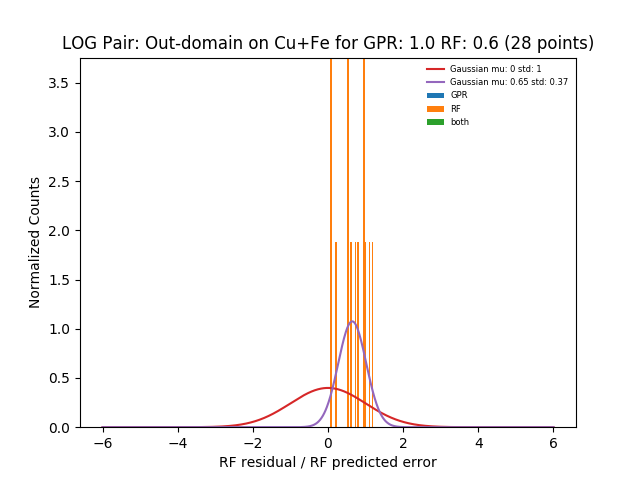 LOG Pair: Out-domain on Cu+Fe for GPR: 1.0 RF: 0.6 (28 points)
Gaussian mu: 0 std: 1
Gaussian mu: 0.65 std: 0.37
GPR
RF
both
Normalized Counts
3.5
3.0
2.5
2.0
1.5
1.0
0.5
0.0
−6
−4
−2
0
2
4
6
RF residual / RF predicted error